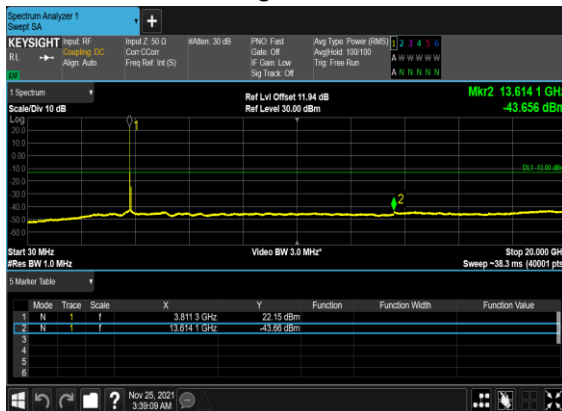 Spectrum Analyzer 1
Swept SA
KEYSIGHT Input: RF Input Z: 50 Ω #Atten: 30 dB PNO: Fast Avg Type: Power (RMS) 1 2 3 4 5 6
RL Coupling: DC Corr CCorr Gate: Off Avg|Hold: 100/100 A W W W W W
Align: Auto Freq Ref: Int (S) IF Gain: Low Trig: Free Run A N N N N N
Sig Track: Off
1 Spectrum Ref Lvl Offset 11.94 dB Mkr2 13.614 1 GHz
Scale/Div 10 dB Ref Level 30.00 dBm -43.656 dBm
Log
20.0
10.0
0.00
-10.0
-20.0
-30.0
-40.0
-50.0
-60.0
1
DL1 -13.00 dBm
2
Start 30 MHz Video BW 3.0 MHz* Stop 20.000 GHz
#Res BW 1.0 MHz Sweep ~38.3 ms (40001 pts)
5 Marker Table
Mode Trace Scale X Y Function Function Width Function Value
1 N 1 f 3.811 3 GHz 22.15 dBm
2 N 1 f 13.614 1 GHz -43.66 dBm
3
4
5
6
? Nov 25, 2021
3:39:09 AM